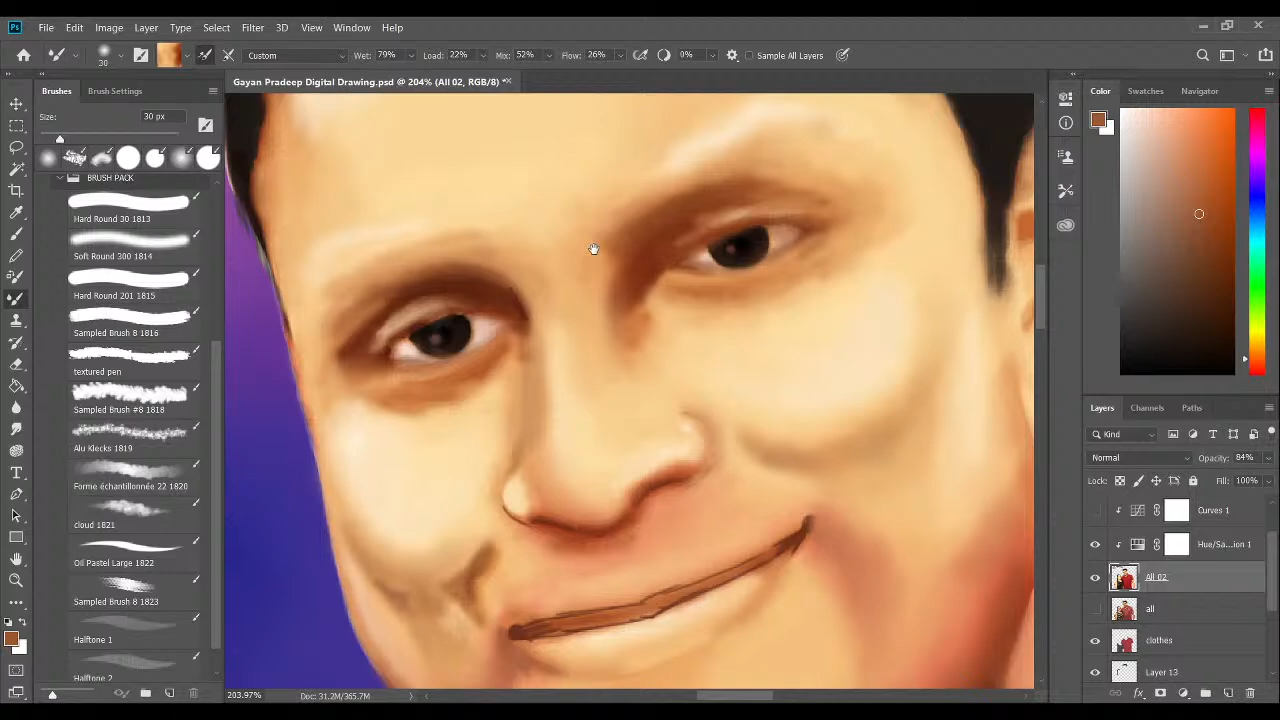 Ps File Edit Image Layer Type Select Filter 3D View Window Help
30 Custom Wet: 79% Load: 22% Mix: 52% Flow: 26% 0% Sample All Layers
Gayan Pradeep Digital Drawing.psd @ 204% (All 02, RGB/8) *
Brushes Brush Settings
Size: 30 px
BRUSH PACK
Hard Round 30 1813
Soft Round 300 1814
Hard Round 201 1815
Sampled Brush 8 1816
textured pen
Sampled Brush #8 1818
Alu Klecks 1819
Forme échantillonnée 22 1820
cloud 1821
Oil Pastel Large 1822
Sampled Brush 8 1823
Halftone 1
Halftone 2
Color Swatches Navigator
Layers Channels Paths
Kind
Normal Opacity: 84%
Lock: Fill: 100%
Curves 1
Hue/Sa...ion 1
All 02
all
clothes
Layer 13
203.97% Doc: 31.2M/365.7M